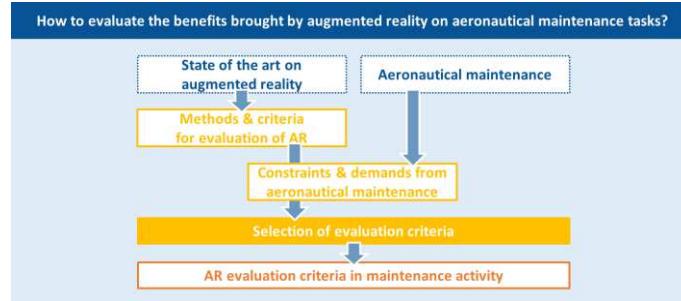 How to evaluate the benefits brought by augmented reality on aeronautical maintenance tasks?
State of the art on
augmented reality
Aeronautical maintenance
Methods & criteria
for evaluation of AR
Constraints & demands from
aeronautical maintenance
Selection of evaluation criteria
AR evaluation criteria in maintenance activity